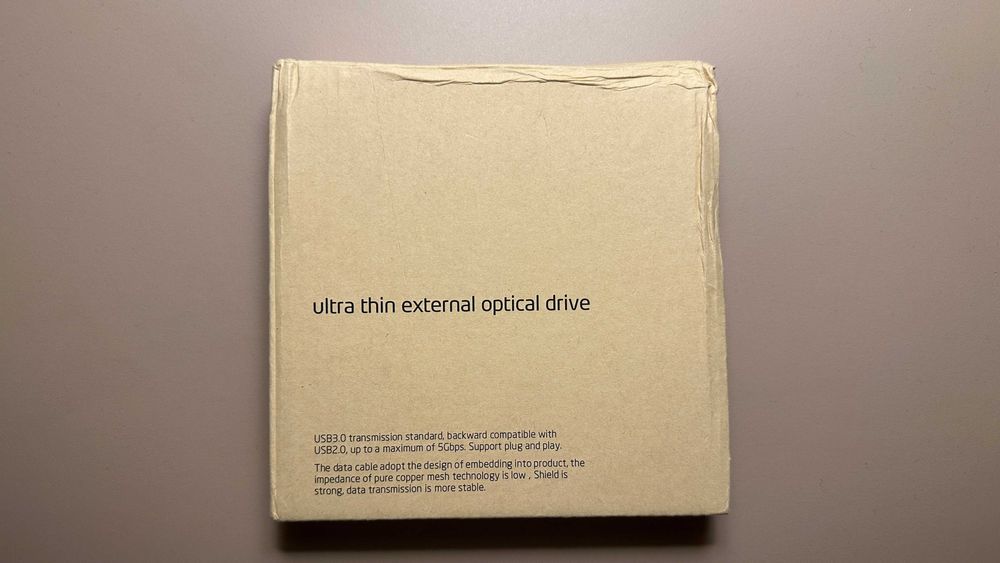 ultra thin external optical drive
USB3.0 transmission standard, backward compatible with
USB2.0, up to a maximum of 5Gbps. Support plug and play.
The data cable adopt the design of embedding into product, the
impedance of pure copper mesh technology is low , Shield is
strong, data transmission is more stable.